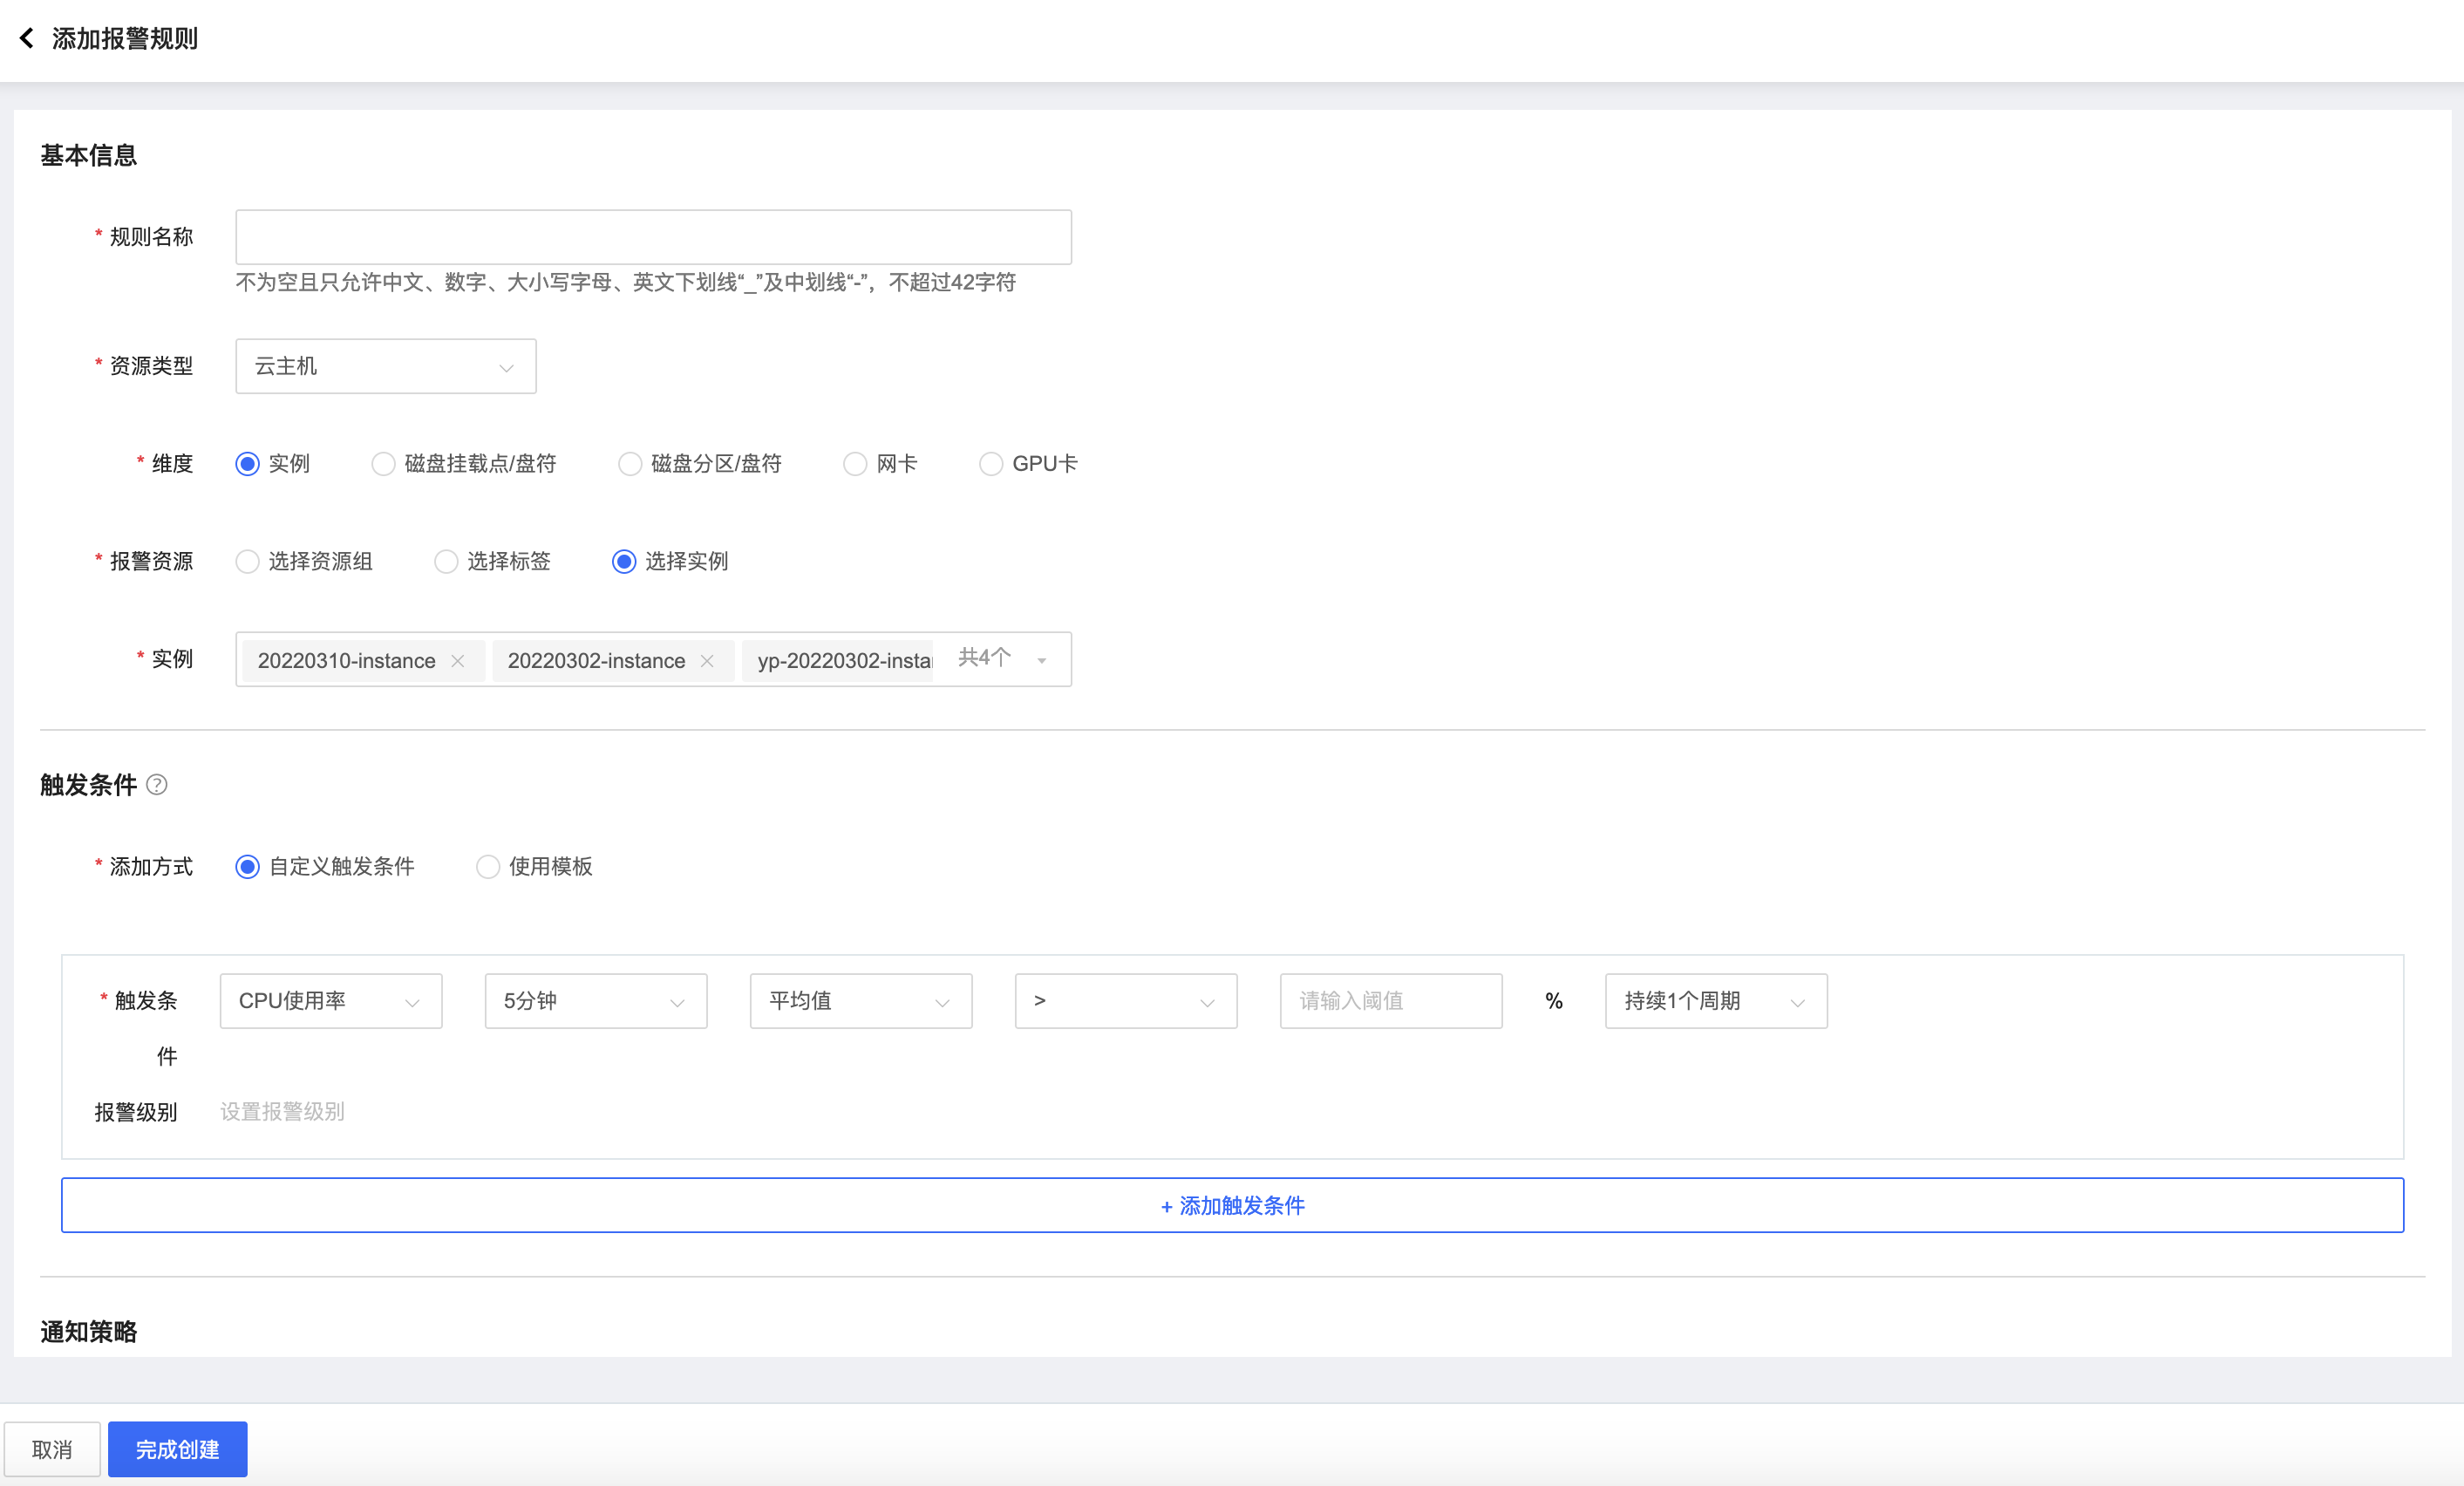 添加报警规则
基本信息
* 规则名称
不为空且只允许中文、数字、大小写字母、英文下划线“_”及中划线“-”，不超过42字符
* 资源类型 云主机
* 维度 实例 磁盘挂载点/盘符 磁盘分区/盘符 网卡 GPU卡
* 报警资源 选择资源组 选择标签 选择实例
* 实例 20220310-instance × 20220302-instance × yp-20220302-insta 共4个
触发条件 ?
* 添加方式 自定义触发条件 使用模板
* 触发条 CPU使用率 5分钟 平均值 > 请输入阈值 % 持续1个周期
件
报警级别 设置报警级别
+ 添加触发条件
通知策略
取消 完成创建